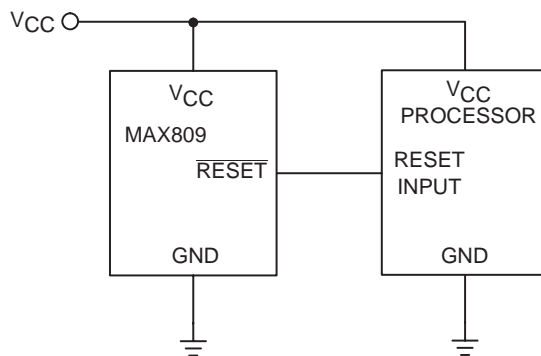 VCC
VCC
MAX809
RESET
GND
VCC
PROCESSOR
RESET
INPUT
GND